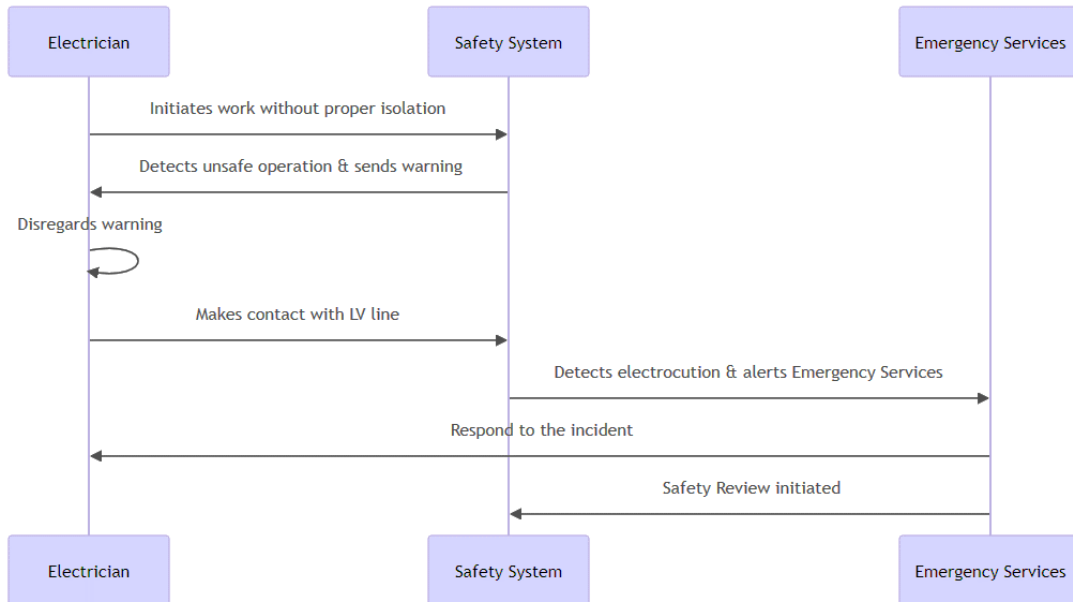 Electrician
Safety System
Emergency Services
Initiates work without proper isolation
Detects unsafe operation & sends warning
Disregards warning
Makes contact with LV line
Detects electrocution & alerts Emergency Services
Respond to the incident
Safety Review initiated
Electrician
Safety System
Emergency Services